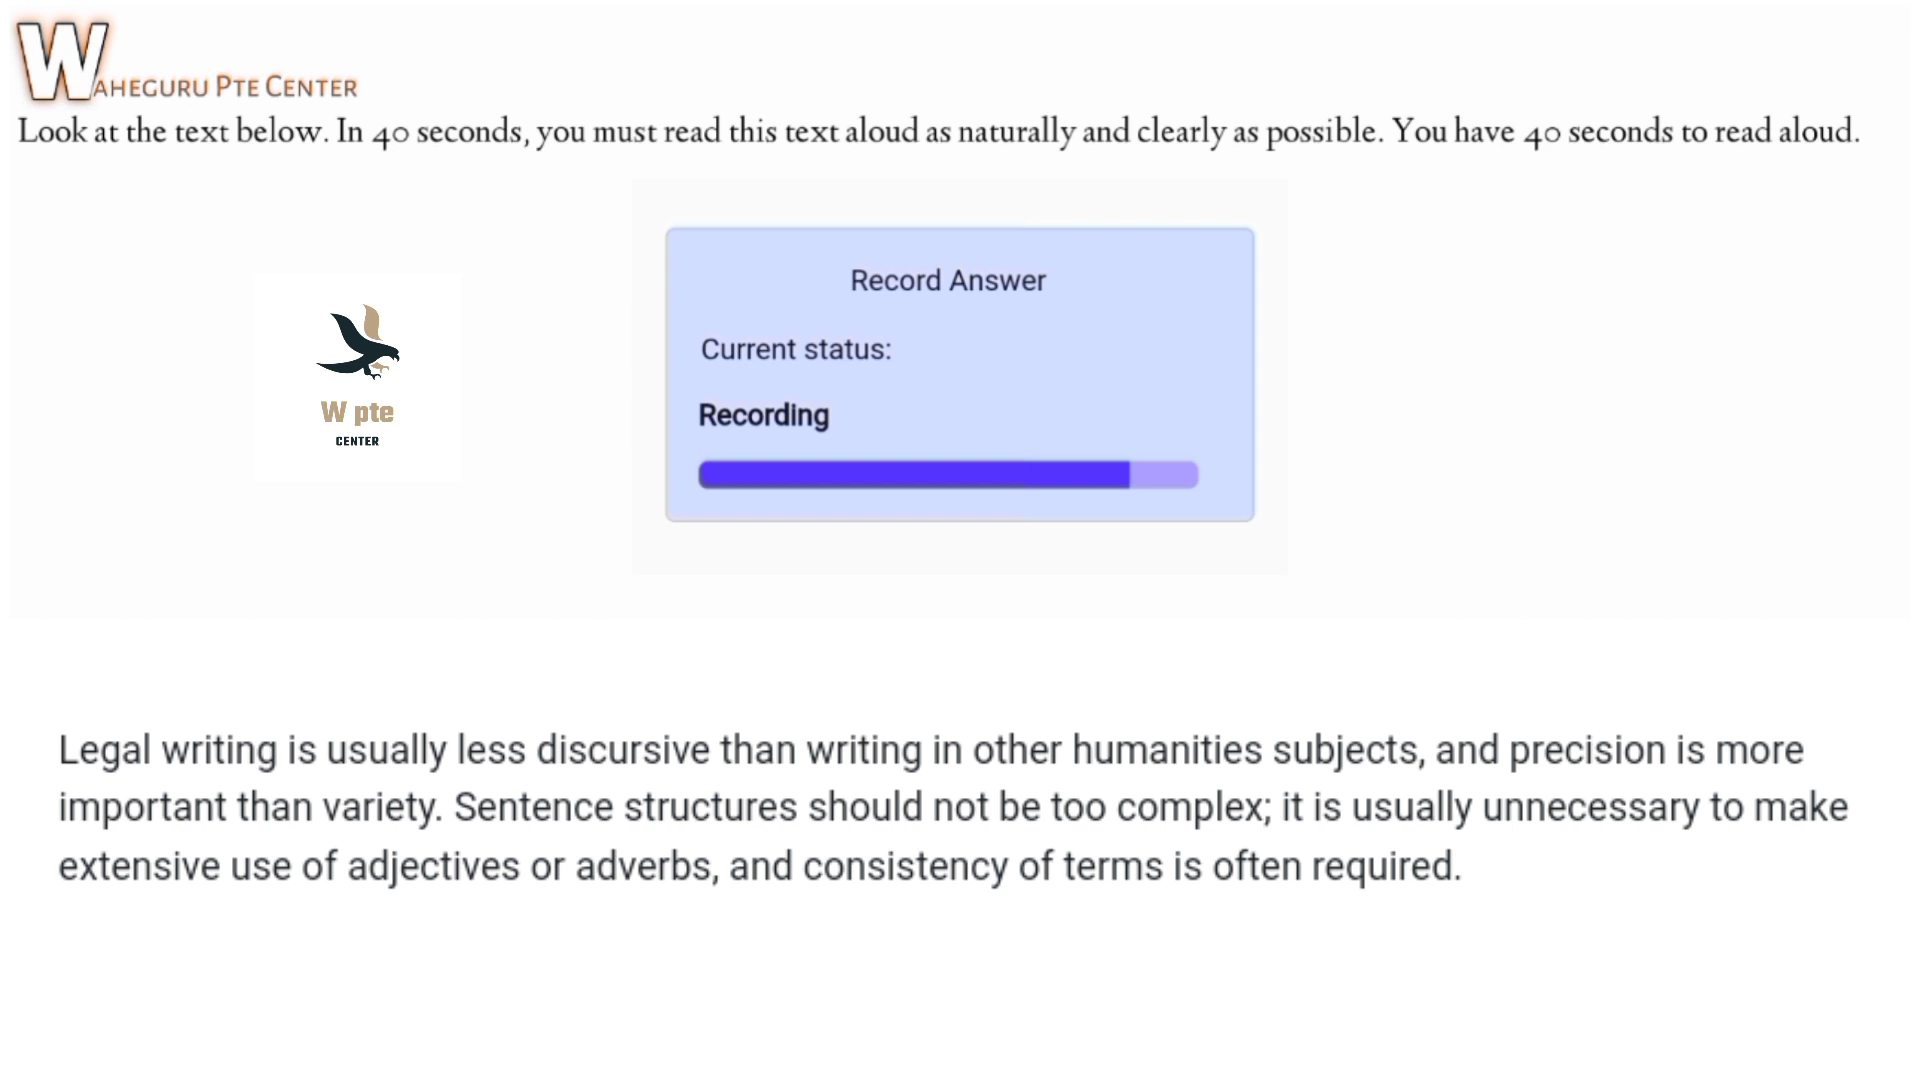 WAHEGURU PTE CENTER
Look at the text below. In 40 seconds, you must read this text aloud as naturally and clearly as possible. You have 40 seconds to read aloud.
Record Answer
Current status:
Recording
W pte
CENTER
Legal writing is usually less discursive than writing in other humanities subjects, and precision is more
important than variety. Sentence structures should not be too complex; it is usually unnecessary to make
extensive use of adjectives or adverbs, and consistency of terms is often required.